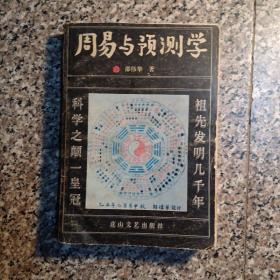 周易与预测学
邵伟华 著
祖先发明几千年
科学之颠一皇冠
花山文艺出版社